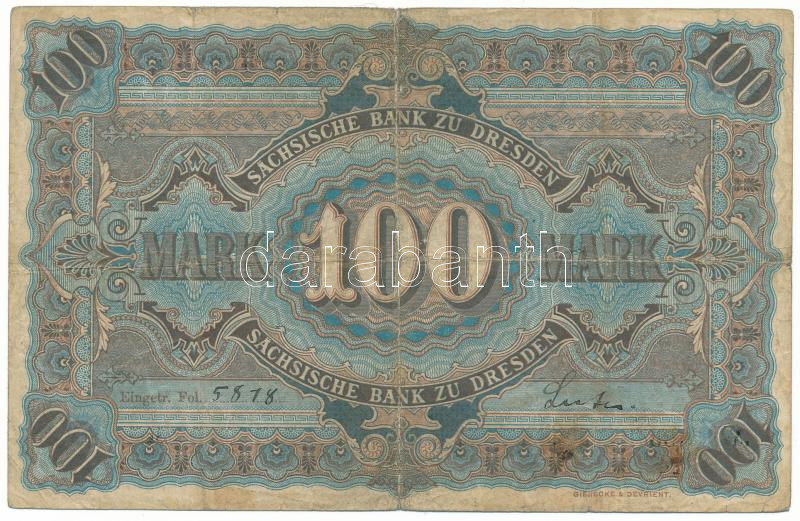 100 100
SÄCHSISCHE BANK ZU DRESDEN
MARK 100 MARK
darabanth
SÄCHSISCHE BANK ZU DRESDEN
Eingetr. Fol. 5878
100 100
GIESECKE & DEVRIENT.